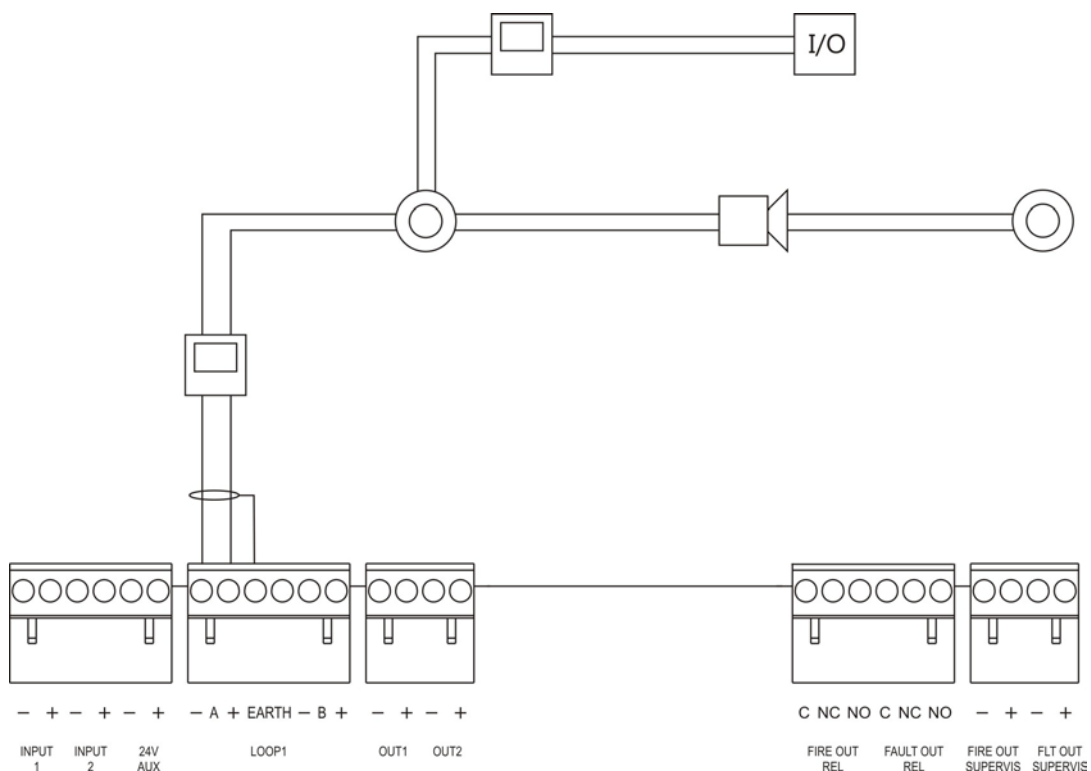 I/O
− + − + − + − A + EARTH − B + − + − + C NC NO C NC NO − + − +
INPUT 1 INPUT 2 24V AUX LOOP1 OUT1 OUT2 FIRE OUT REL FAULT OUT REL FIRE OUT SUPERVIS FLT OUT SUPERVIS